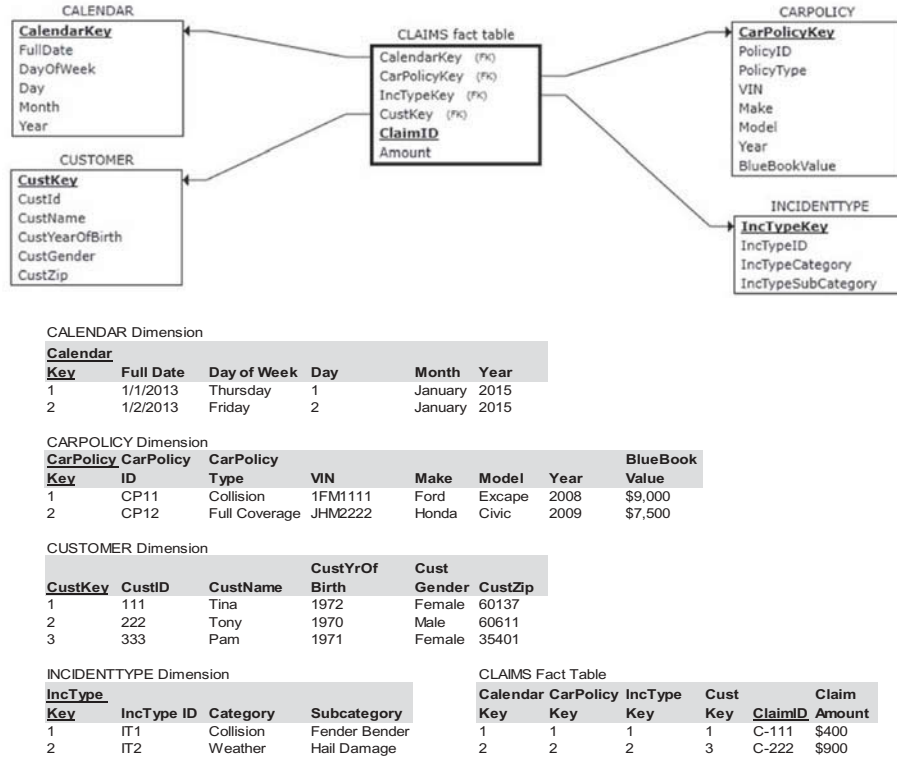 CALENDAR
CalendarKey
FullDate
DayOfWeek
Day
Month
Year
CUSTOMER
CustKey
CustId
CustName
CustYearOfBirth
CustGender
CustZip
CLAIMS fact table
CalendarKey (FK)
CarPolicyKey (FK)
IncTypeKey (FK)
CustKey (FK)
ClaimID
Amount
CARPOLICY
CarPolicyKey
PolicyID
PolicyType
VIN
Make
Model
Year
BlueBookValue
INCIDENTTYPE
IncTypeKey
IncTypeID
IncTypeCategory
IncTypeSubCategory
CALENDAR Dimension
Calendar
Key Full Date Day of Week Day Month Year
1 1/1/2013 Thursday 1 January 2015
2 1/2/2013 Friday 2 January 2015
CARPOLICY Dimension
CarPolicy CarPolicy CarPolicy BlueBook
Key ID Type VIN Make Model Year Value
1 CP11 Collision 1FM1111 Ford Excape 2008 $9,000
2 CP12 Full Coverage JHM2222 Honda Civic 2009 $7,500
CUSTOMER Dimension
CustYrOf Cust
CustKey CustID CustName Birth Gender CustZip
1 111 Tina 1972 Female 60137
2 222 Tony 1970 Male 60611
3 333 Pam 1971 Female 35401
INCIDENTTYPE Dimension
IncType
Key IncType ID Category Subcategory
1 IT1 Collision Fender Bender
2 IT2 Weather Hail Damage
CLAIMS Fact Table
Calendar CarPolicy IncType Cust Claim
Key Key Key Key ClaimID Amount
1 1 1 1 C-111 $400
2 2 2 3 C-222 $900